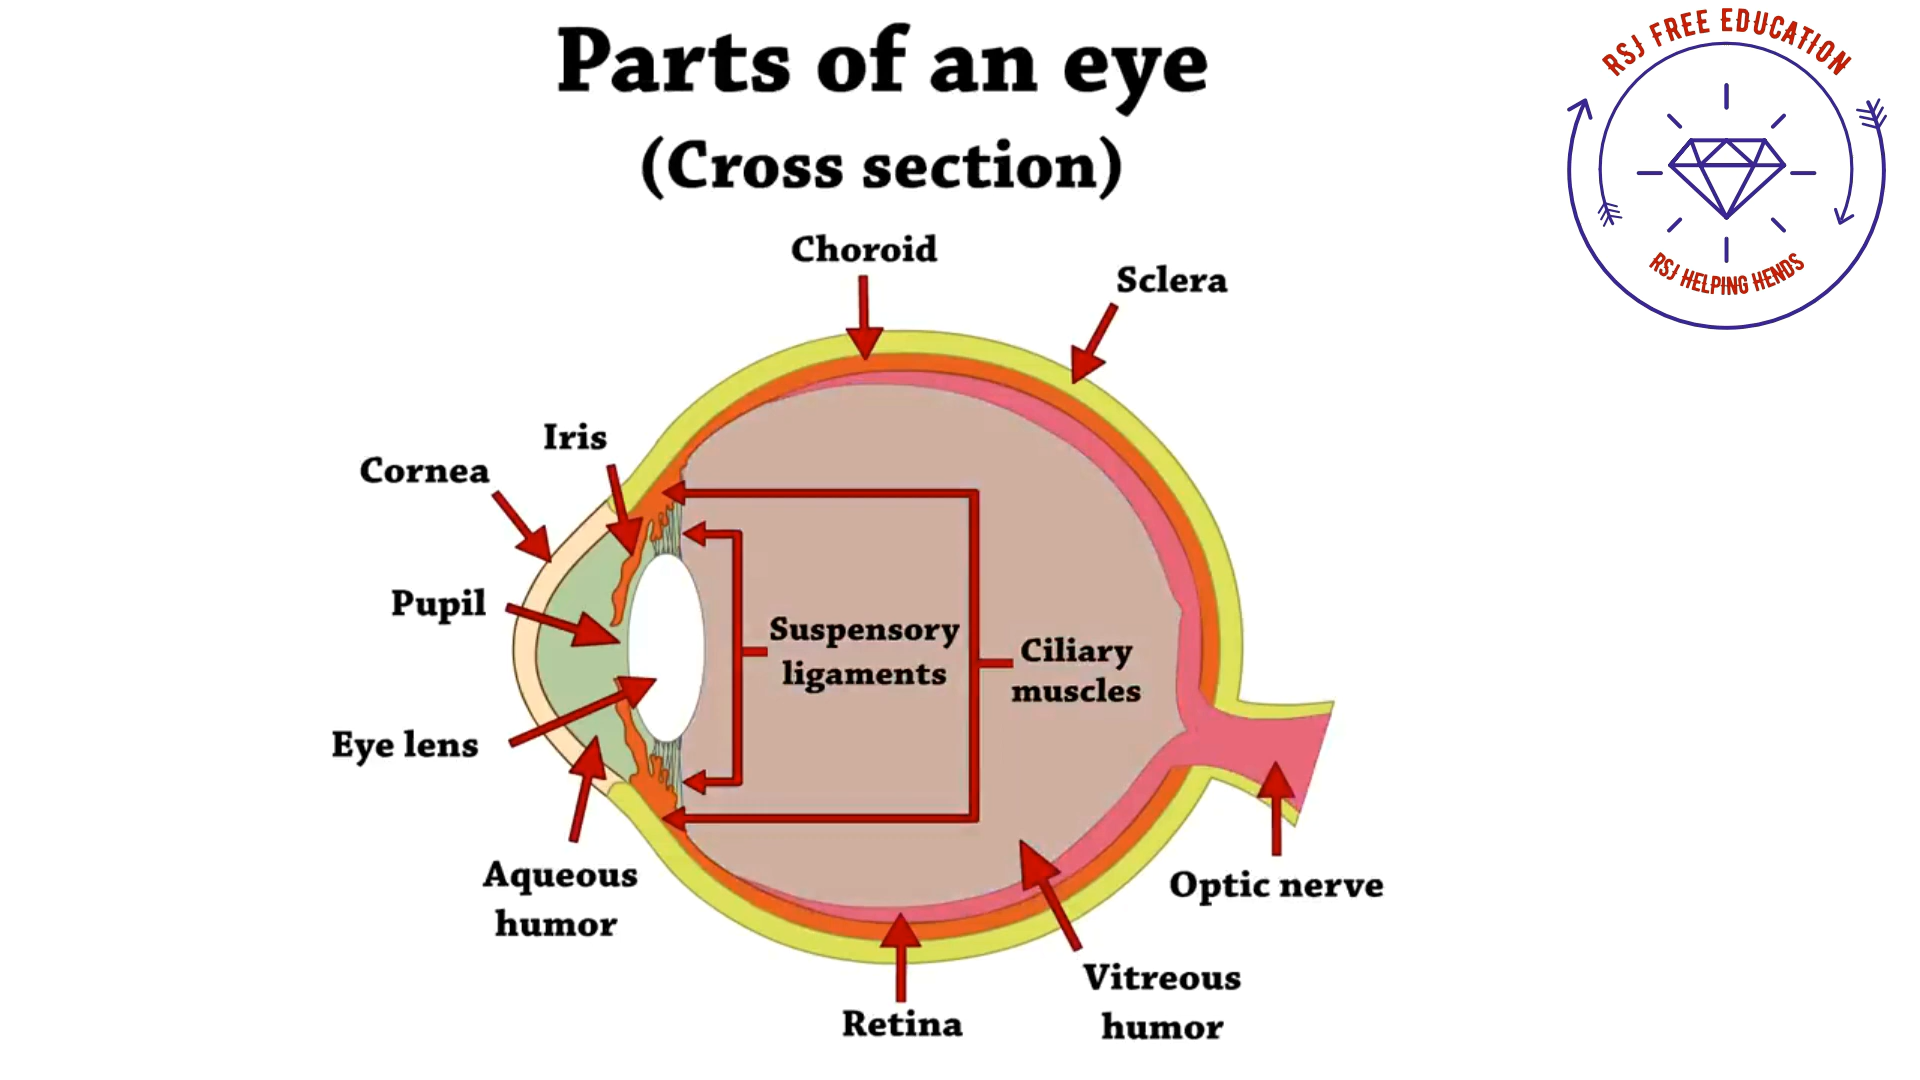 Parts of an eye
(Cross section)
RSJ FREE EDUCATION
RSJ HELPING HENDS
Choroid
Sclera
Iris
Cornea
Pupil
Suspensory
ligaments
Ciliary
muscles
Eye lens
Aqueous
humor
Optic nerve
Vitreous
humor
Retina